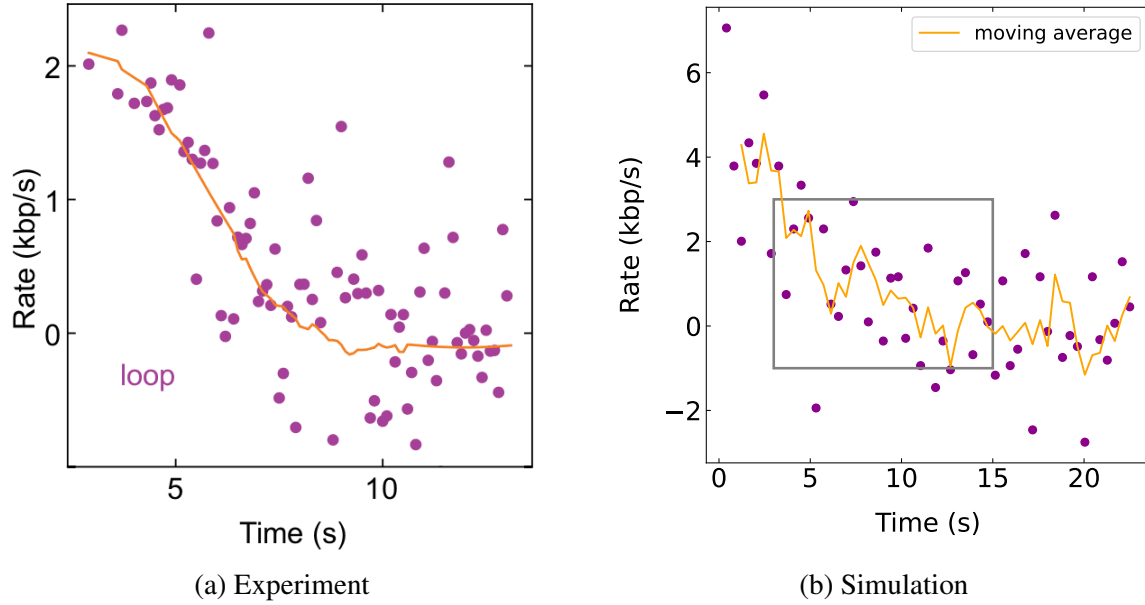 2
1
0
Rate (kbp/s)
loop
5
10
Time (s)
(a) Experiment
moving average
6
4
2
0
−2
Rate (kbp/s)
0
5
10
15
20
Time (s)
(b) Simulation